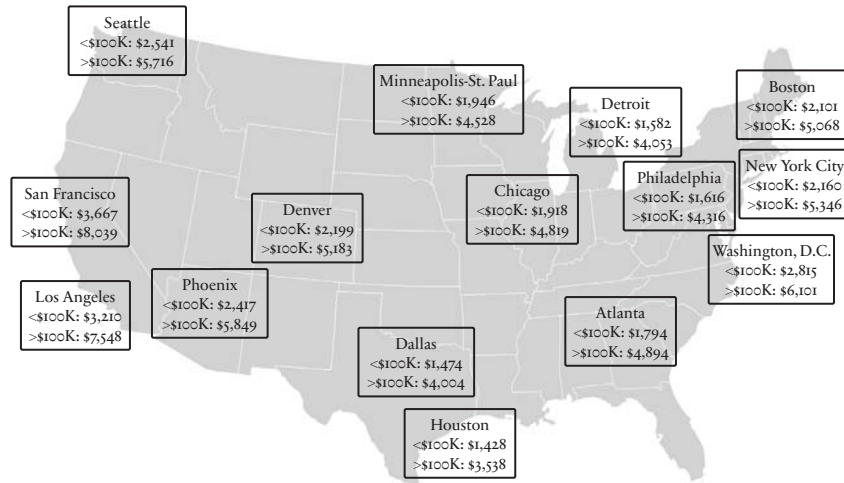 Seattle
<$100K: $2,541
>$100K: $5,716
Minneapolis-St. Paul
<$100K: $1,946
>$100K: $4,528
Detroit
<$100K: $1,582
>$100K: $4,053
Boston
<$100K: $2,101
>$100K: $5,068
New York City
<$100K: $2,160
>$100K: $5,346
San Francisco
<$100K: $3,667
>$100K: $8,039
Denver
<$100K: $2,199
>$100K: $5,183
Chicago
<$100K: $1,918
>$100K: $4,819
Philadelphia
<$100K: $1,616
>$100K: $4,316
Washington, D.C.
<$100K: $2,815
>$100K: $6,101
Los Angeles
<$100K: $3,210
>$100K: $7,548
Phoenix
<$100K: $2,417
>$100K: $5,849
Dallas
<$100K: $1,474
>$100K: $4,004
Atlanta
<$100K: $1,794
>$100K: $4,894
Houston
<$100K: $1,428
>$100K: $3,538